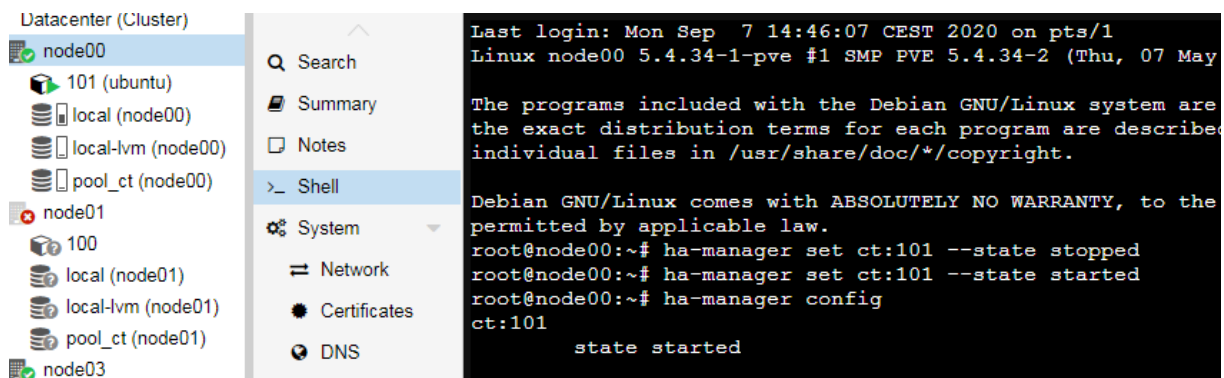 Datacenter (Cluster)
node00
101 (ubuntu)
local (node00)
local-lvm (node00)
pool_ct (node00)
node01
100
local (node01)
local-lvm (node01)
pool_ct (node01)
node03
Search
Summary
Notes
>_ Shell
System
Network
Certificates
DNS
Last login: Mon Sep  7 14:46:07 CEST 2020 on pts/1
Linux node00 5.4.34-1-pve #1 SMP PVE 5.4.34-2 (Thu, 07 May
The programs included with the Debian GNU/Linux system are
the exact distribution terms for each program are described
individual files in /usr/share/doc/*/copyright.
Debian GNU/Linux comes with ABSOLUTELY NO WARRANTY, to the
permitted by applicable law.
root@node00:~# ha-manager set ct:101 --state stopped
root@node00:~# ha-manager set ct:101 --state started
root@node00:~# ha-manager config
ct:101
        state started